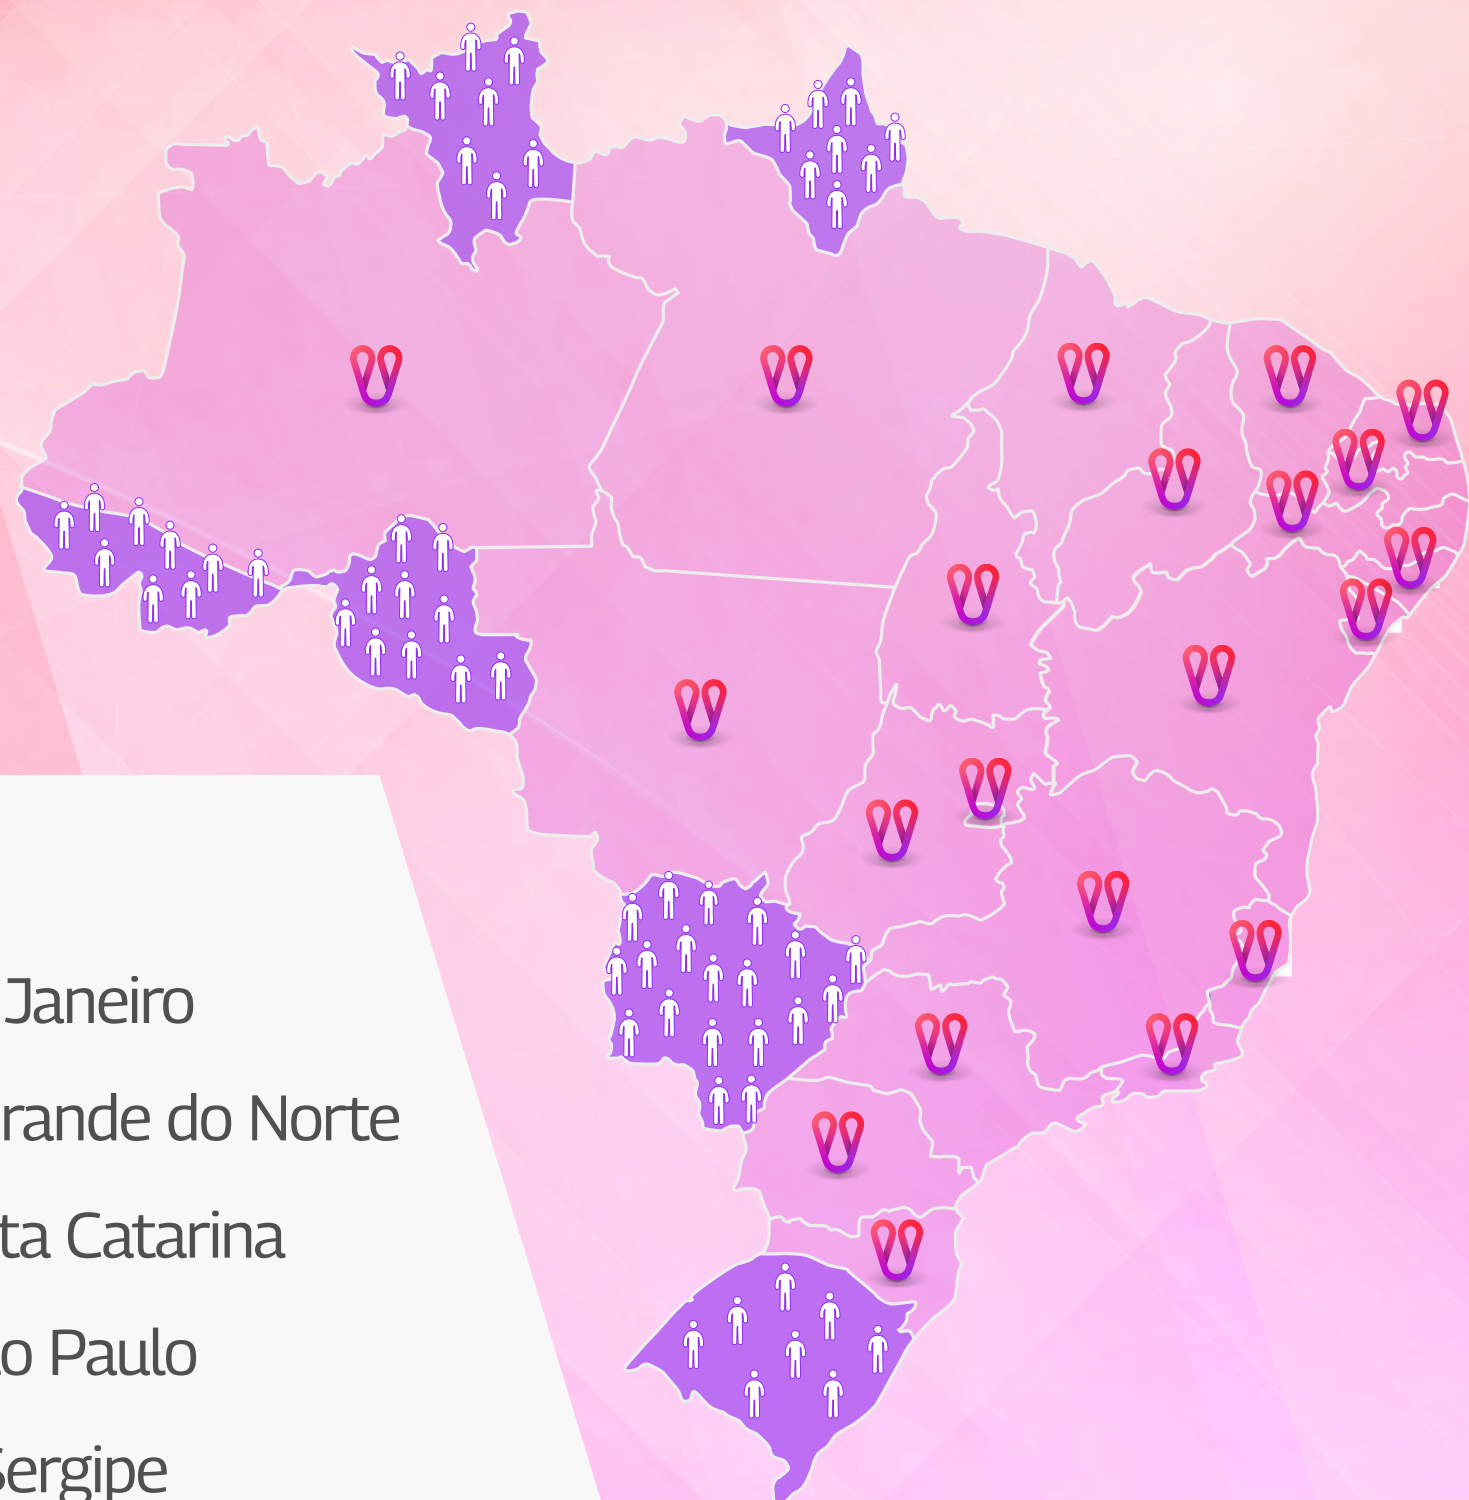 Janeiro
rande do Norte
ta Catarina
o Paulo
Sergipe